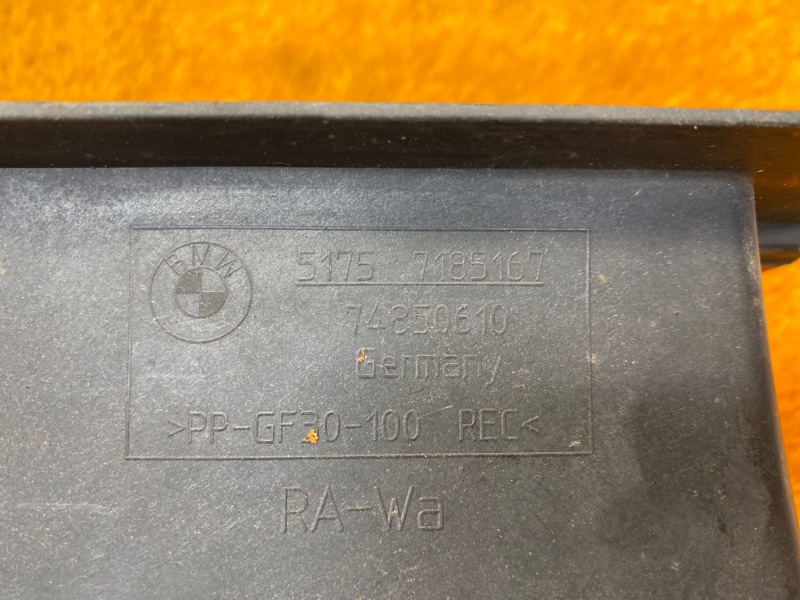 BMW
5175 7185167
74850610
Germany
>PP-GF30-100 REC<
RA-Wa